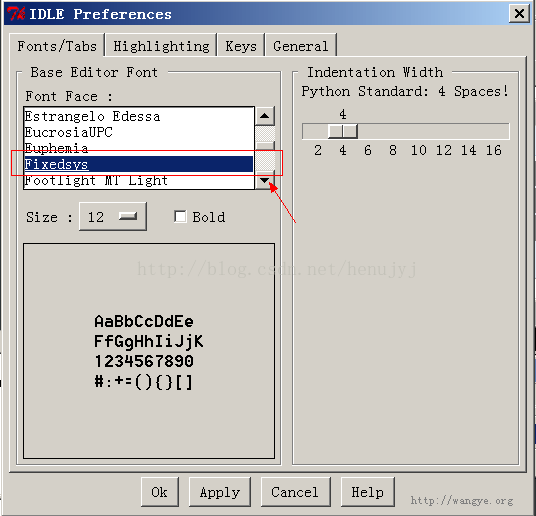 IDLE Preferences
Fonts/Tabs Highlighting Keys General
Base Editor Font
Font Face :
Estrangelo Edessa
EucrosiaUPC
Euphemia
Fixedsys
Footlight MT Light
Size : 12 Bold
AaBbCcDdEe
FfGgHhIiJjK
1234567890
#:+=(){}[]
Indentation Width
Python Standard: 4 Spaces!
4
2 4 6 8 10 12 14 16
http://blog.csdn.net/henujyj
Ok Apply Cancel Help
http://wangye.org